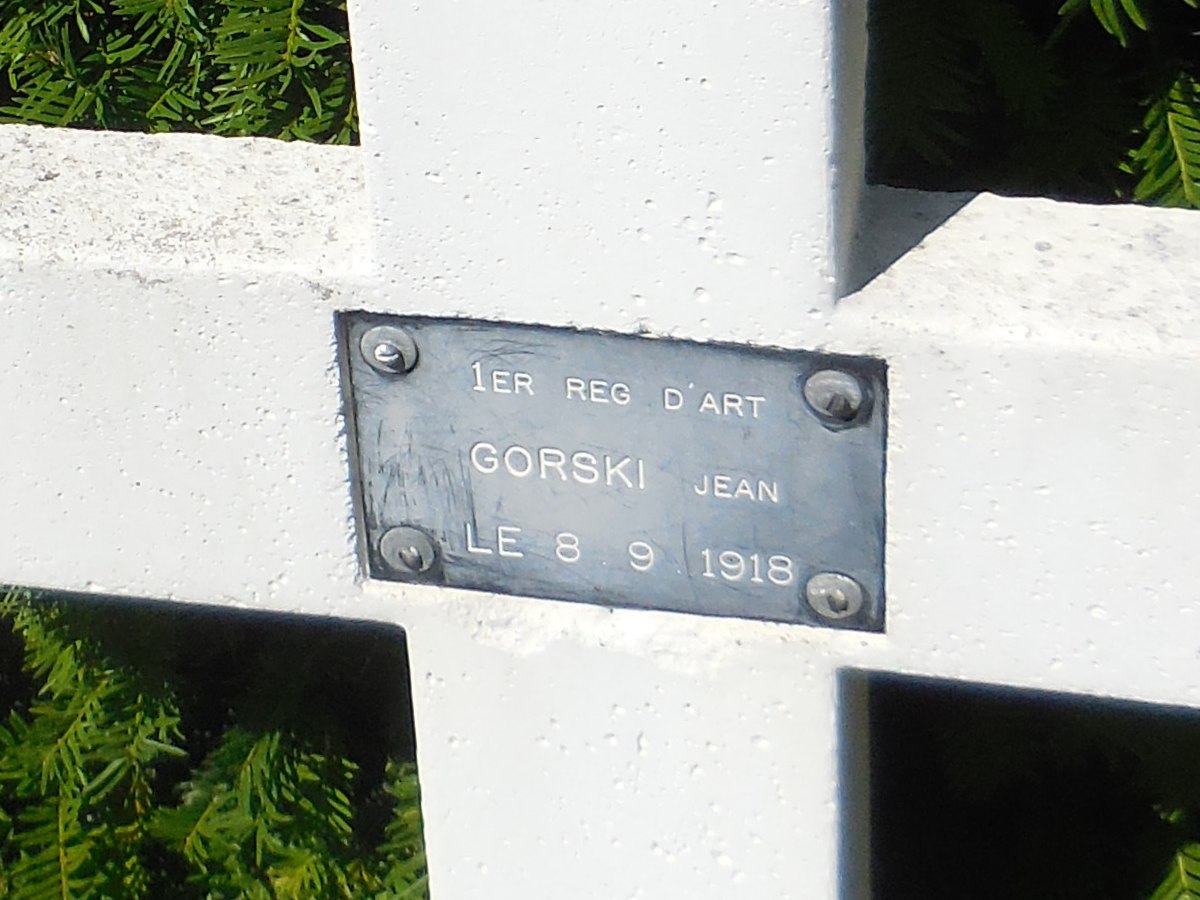 1ER REG D'ART
GORSKI JEAN
LE 8 . 9 . 1918